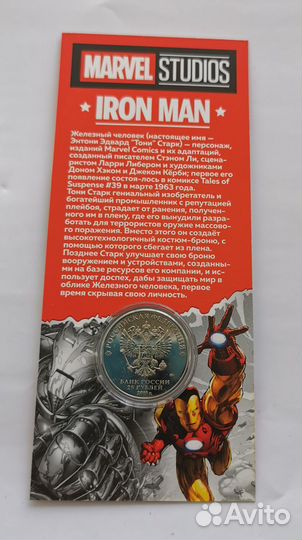 MARVEL STUDIOS
★ IRON MAN ★
Железный человек (настоящее имя —
Энтони Эдвард "Тони" Старк) — персонаж,
изданий Marvel Comics и их адаптаций,
созданный писателем Стэном Ли, сцена-
ристом Ларри Либером и художниками
Доном Хэком и Джеком Кёрби; первое его
появление состоя-лось в комиксе Tales of
Suspense #39 в марте 1963 года.
Тони Старк гениальный изобретатель и
богатейший промышленник с репутацией
плейбоя, страдает от ранения, получен-
ного им в плену, где его вынудили разра-
ботать для террористов оружие массово-
го поражения. Вместо этого он создаёт
высокотехнологичный костюм-броню, с
помощью которого сбегает из плена.
Позднее Старк улучшает свою броню
вооружением и устройствами, созданны-
ми на базе ресурсов его компании, и ис-
пользует доспех, дабы защищать мир в
облике Железного человека, первое
время скрывая свою личность.
РОССИЙСКАЯ ФЕДЕРАЦИЯ
БАНК РОССИИ
25 РУБЛЕЙ
Avito